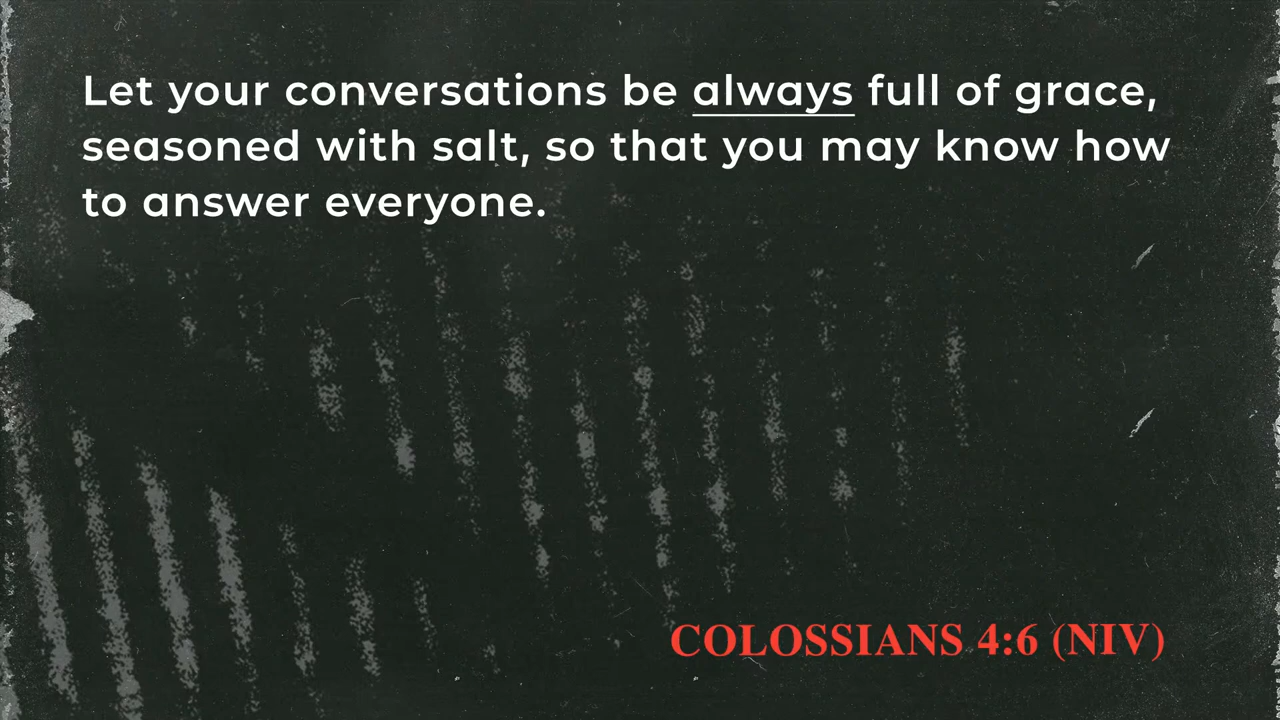 Let your conversations be always full of grace,
seasoned with salt, so that you may know how
to answer everyone.
COLOSSIANS 4:6 (NIV)